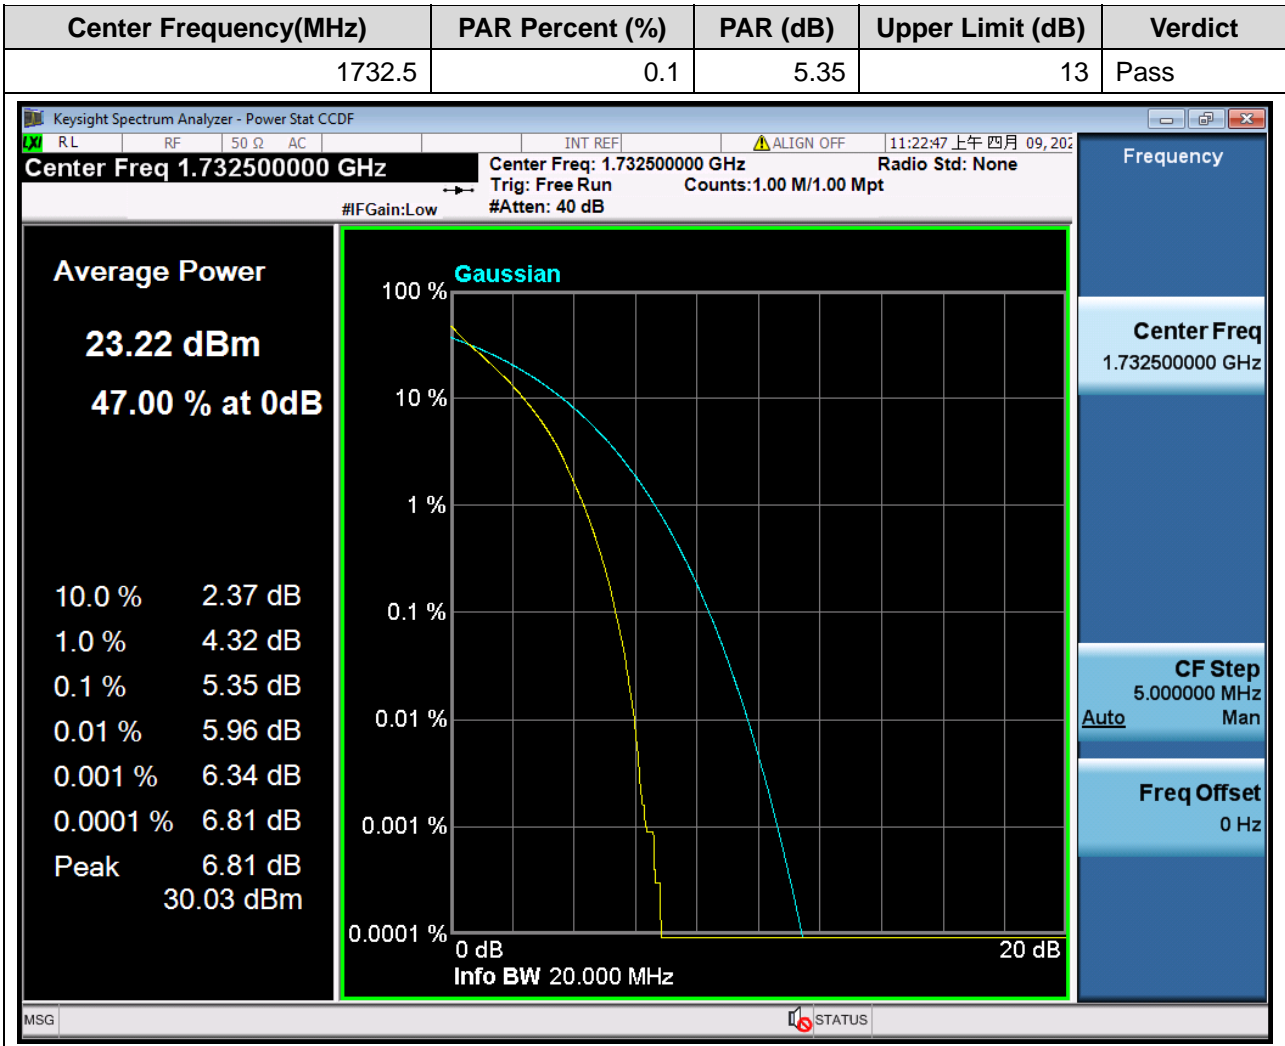 Center Frequency(MHz) PAR Percent (%) PAR (dB) Upper Limit (dB) Verdict
1732.5 0.1 5.35 13 Pass
Keysight Spectrum Analyzer - Power Stat CCDF
LXI RL RF 50 Ω AC INT REF ALIGN OFF 11:22:47 上午 四月 09, 202
Center Freq 1.732500000 GHz
Center Freq: 1.732500000 GHz Radio Std: None
Trig: Free Run Counts:1.00 M/1.00 Mpt
#IFGain:Low #Atten: 40 dB
Average Power
23.22 dBm
47.00 % at 0dB
10.0 % 2.37 dB
1.0 % 4.32 dB
0.1 % 5.35 dB
0.01 % 5.96 dB
0.001 % 6.34 dB
0.0001 % 6.81 dB
Peak 6.81 dB
30.03 dBm
Gaussian
100 %
10 %
1 %
0.1 %
0.01 %
0.001 %
0.0001 %
0 dB 20 dB
Info BW 20.000 MHz
Frequency
Center Freq
1.732500000 GHz
CF Step
5.000000 MHz
Auto Man
Freq Offset
0 Hz
MSG STATUS